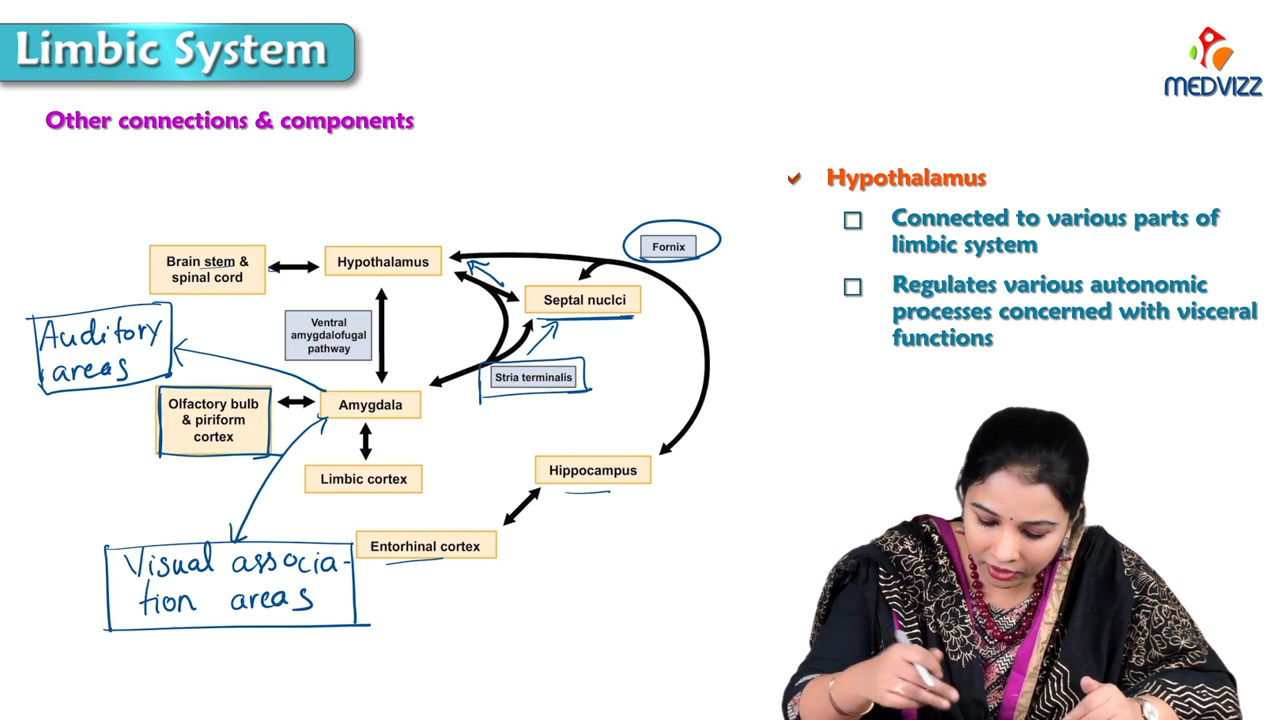 Limbic System
MEDVIZZ
Other connections & components
Hypothalamus
Connected to various parts of
limbic system
Regulates various autonomic
processes concerned with visceral
functions
Fornix
Brain stem &
spinal cord
Hypothalamus
Septal nuclci
Ventral
amygdalofugal
pathway
Auditory
areas
Stria terminalis
Olfactory bulb
& piriform
cortex
Amygdala
Limbic cortex
Hippocampus
Entorhinal cortex
Visual associa-
tion areas